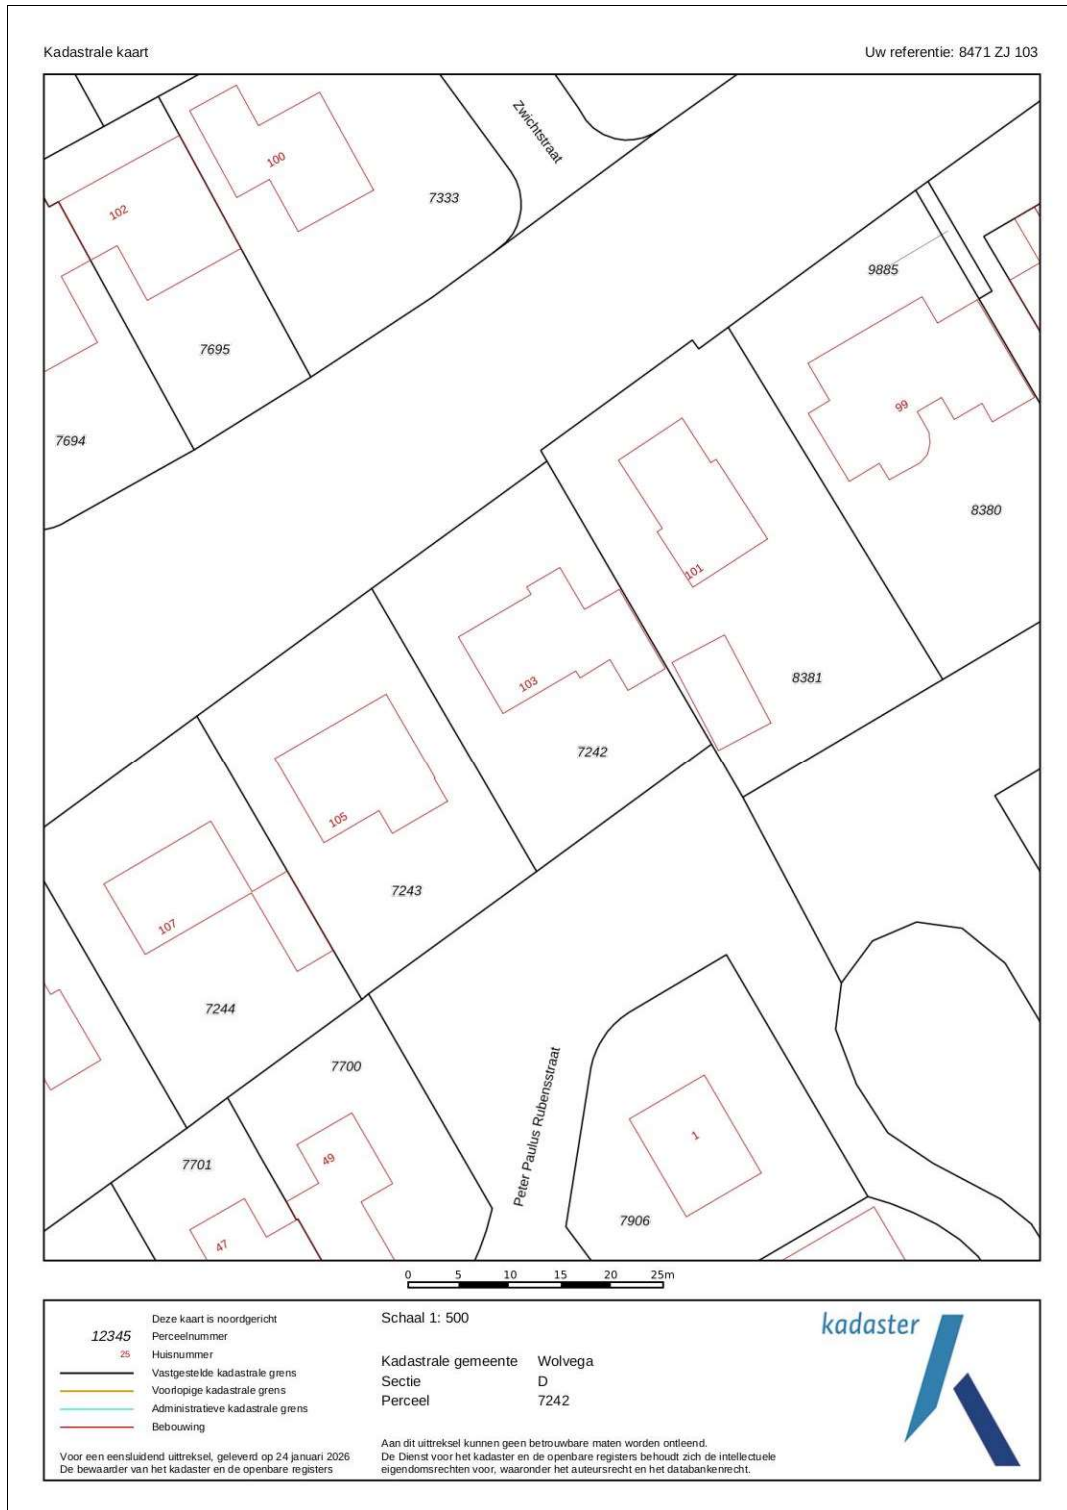 Kadastrale kaart
Uw referentie: 8471 ZJ 103
Zwichtstraat
100
7333
102
9885
7695
99
7694
8380
101
103
8381
7242
105
7243
107
7244
7700
Peter Paulus Rubensstraat
1
49
7701
7906
47
0 5 10 15 20 25m
Deze kaart is noordgericht
12345 Perceelnummer
25 Huisnummer
Vastgestelde kadastrale grens
Voorlopige kadastrale grens
Administratieve kadastrale grens
Bebouwing
Voor een eensluidend uittreksel, geleverd op 24 januari 2026
De bewaarder van het kadaster en de openbare registers
Schaal 1: 500
Kadastrale gemeente Wolvega
Sectie D
Perceel 7242
Aan dit uittreksel kunnen geen betrouwbare maten worden ontleend.
De Dienst voor het kadaster en de openbare registers behoudt zich de intellectuele
eigendomsrechten voor, waaronder het auteursrecht en het databankenrecht.
kadaster